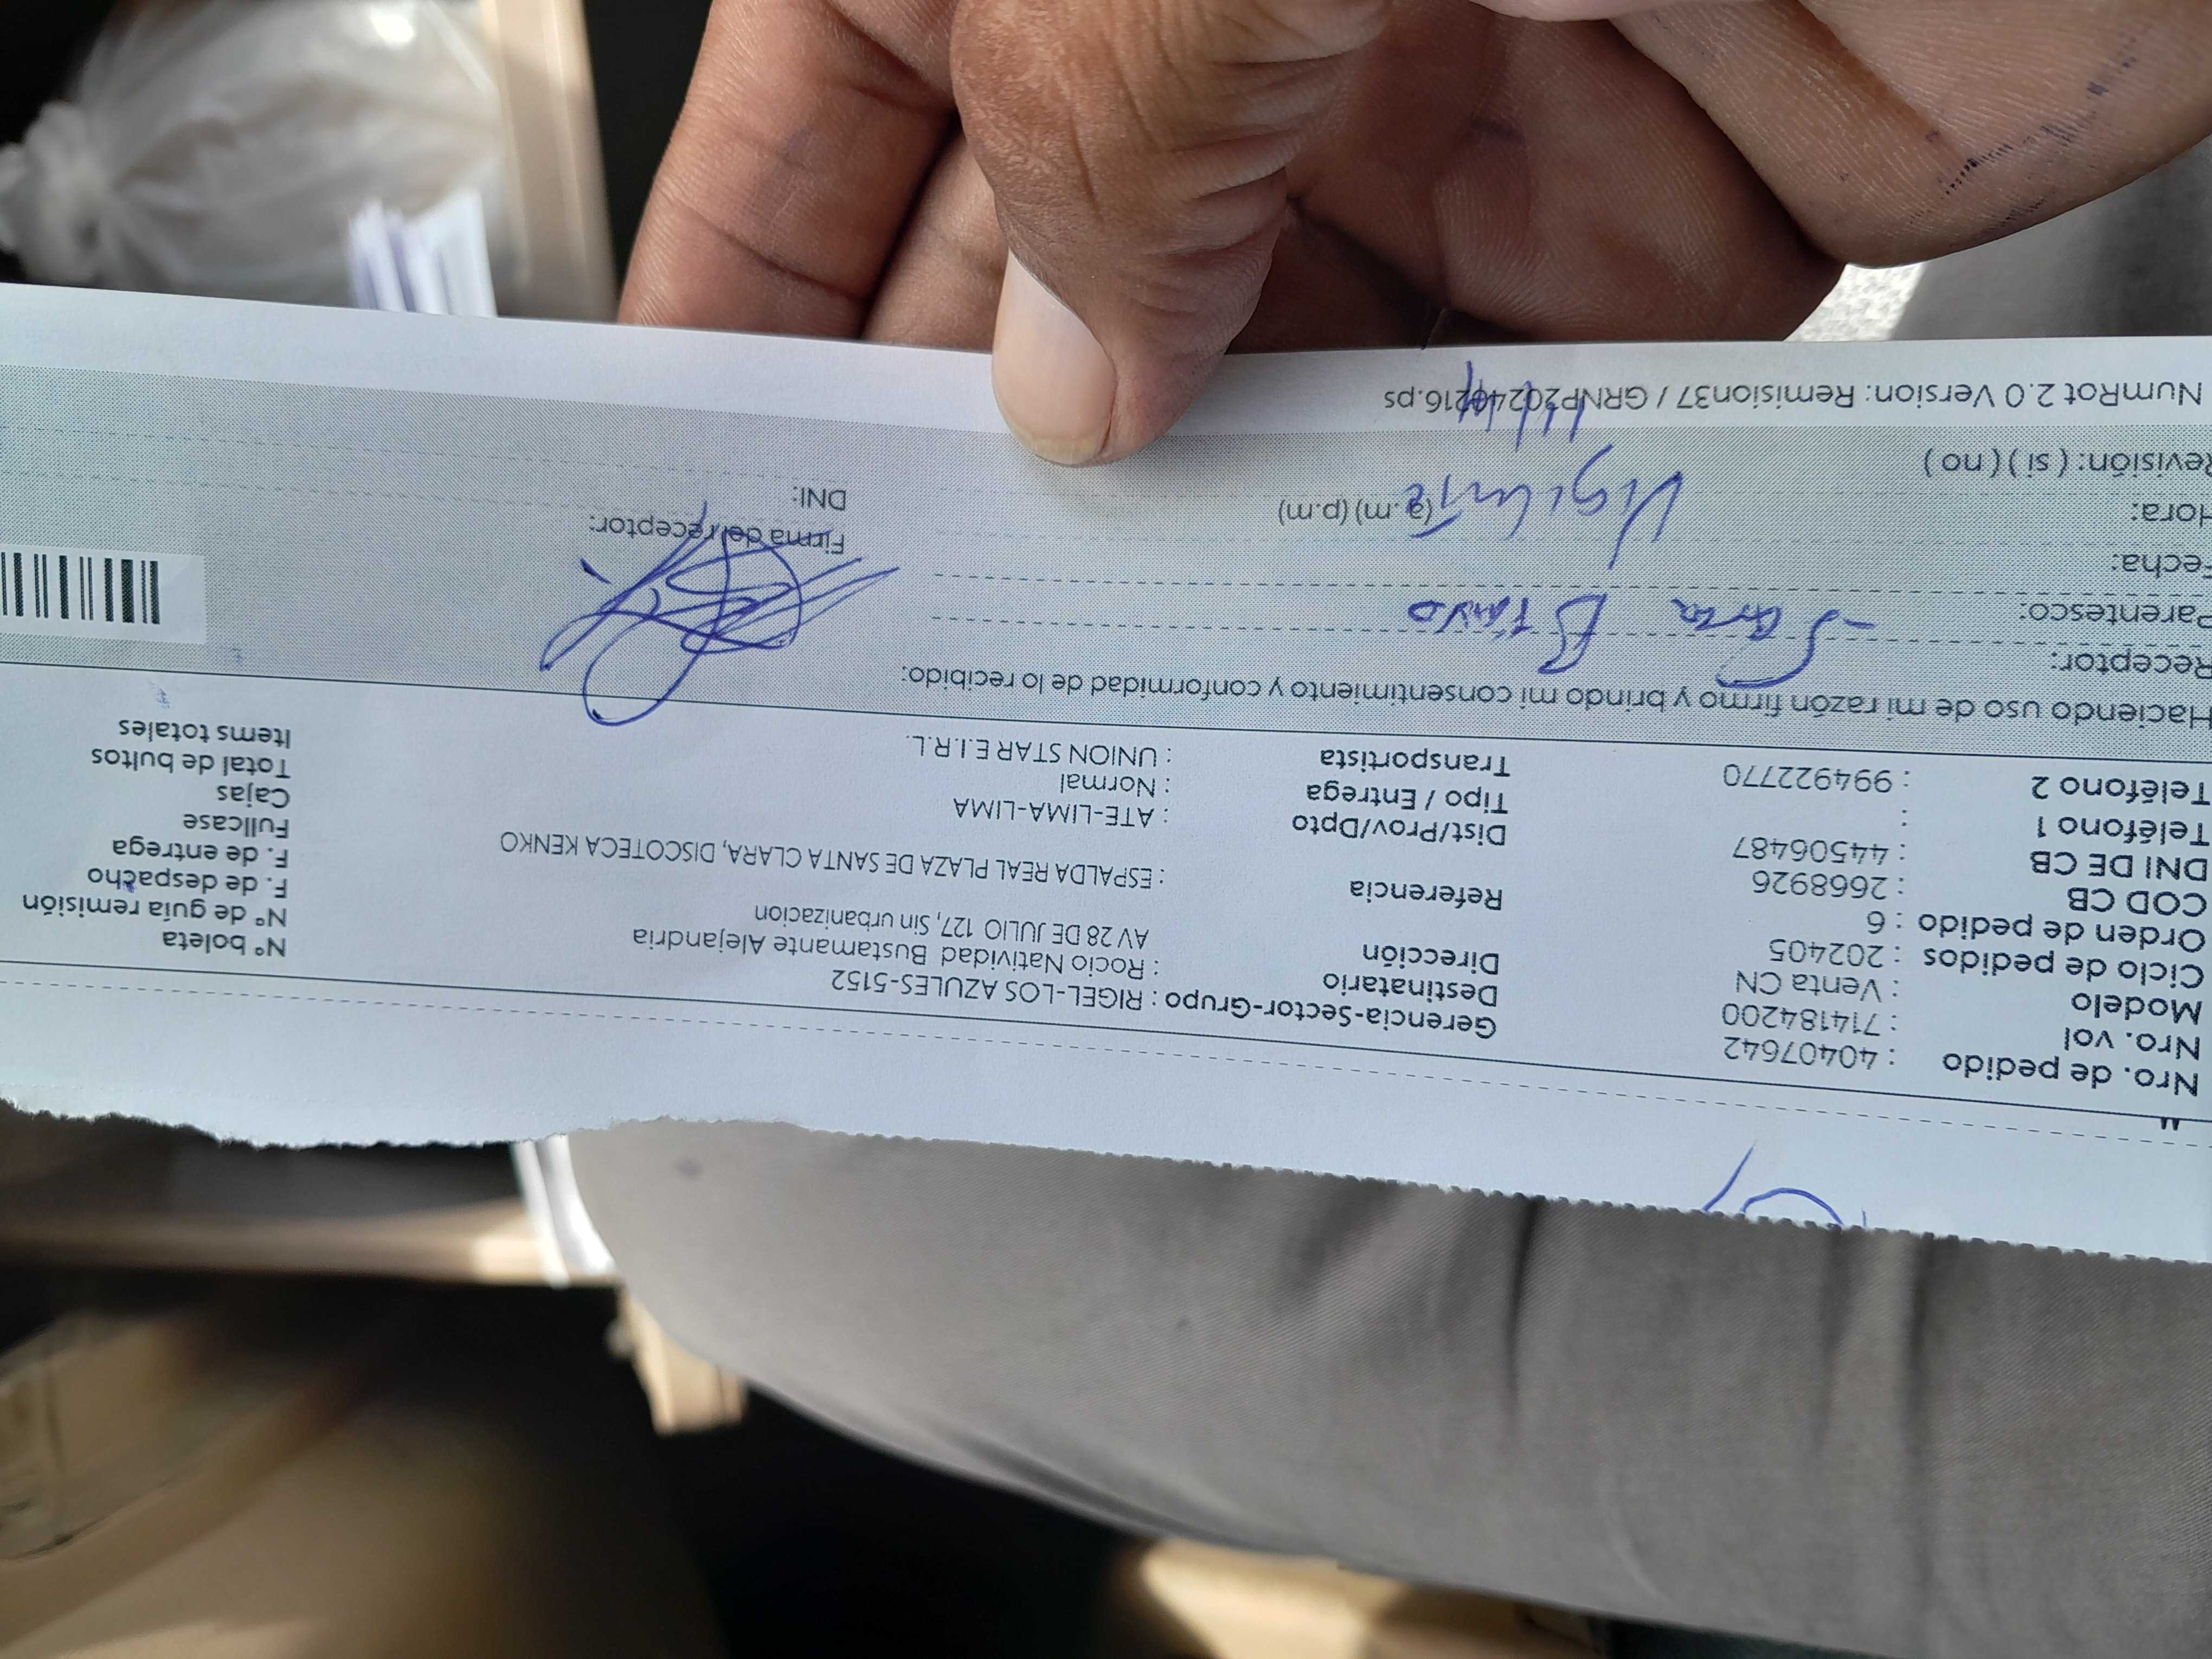 Nro. de pedido : 40407642
Nro. vol : 714184200
Modelo : Venta CN
Ciclo de pedidos : 202405
Orden de pedido : 6
COD CB : 2668926
DNI DE CB : 44506487
Teléfono 1 :
Teléfono 2 : 994922770
Gerencia-Sector-Grupo : RIGEL-LOS AZULES-5152
Destinatario : Rocio Natividad Bustamante Alejandria
Dirección AV 28 DE JULIO 127, Sin urbanizacion
Referencia : ESPALDA REAL PLAZA DE SANTA CLARA, DISCOTECA KENKO
Dist/Prov/Dpto : ATE-LIMA-LIMA
Tipo / Entrega : Normal
Transportista : UNION STAR E.I.R.L.
N° boleta
N° de guía remisión
F. de despacho
F. de entrega
Fullcase
Cajas
Total de bultos
Items totales
Haciendo uso de mi razón firmo y brindo mi consentimiento y conformidad de lo recibido:
Receptor:
Parentesco:
Fecha:
Hora: (a.m) (p.m)
Vigilante
Revisión: ( si ) ( no )
Firma del receptor:
DNI:
NumRot 2.0 Version: Remision37 / GRNP20240216.ps